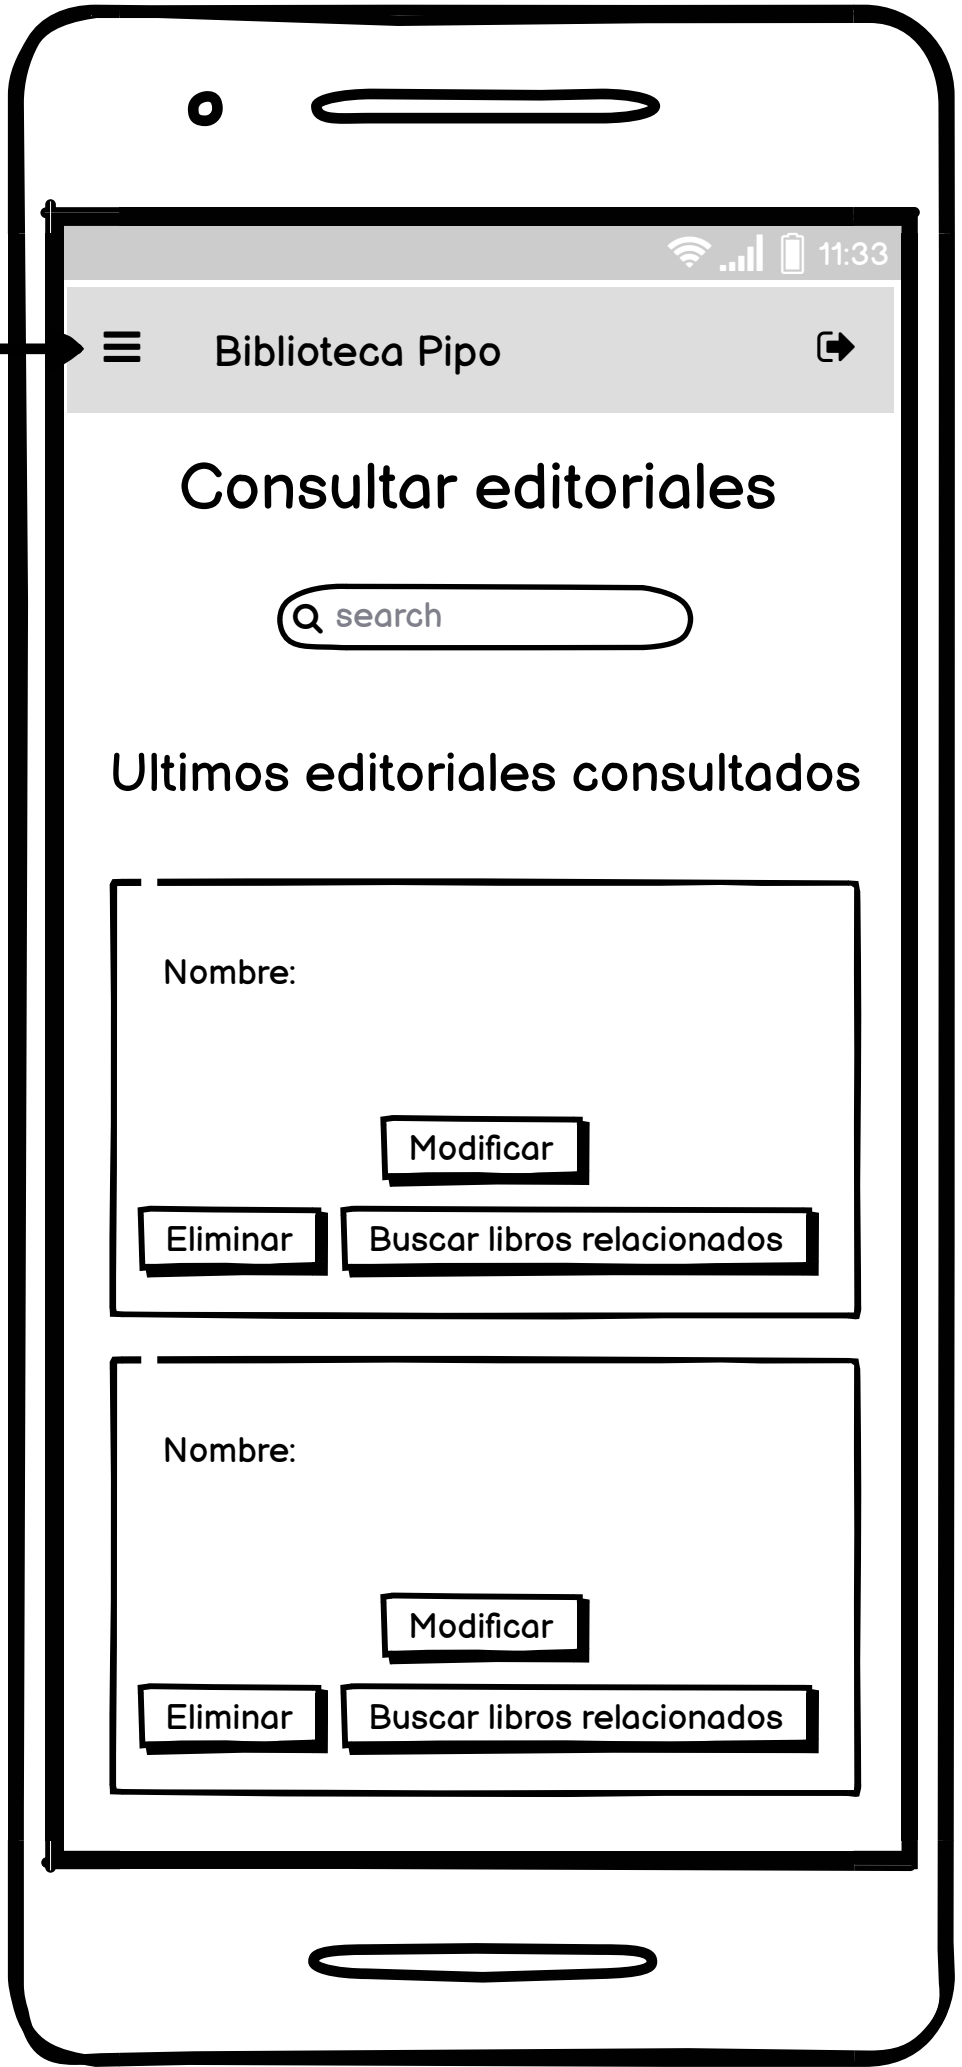 11:33
Biblioteca Pipo
Consultar editoriales
search
Ultimos editoriales consultados
Nombre:
Modificar
Eliminar Buscar libros relacionados
Nombre:
Modificar
Eliminar Buscar libros relacionados